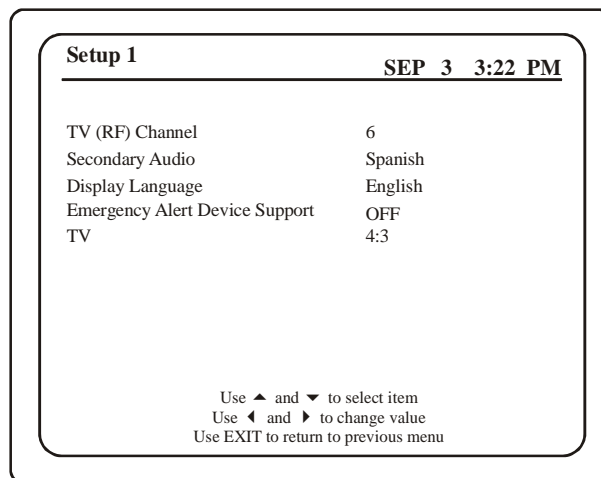 Setup 1
SEP 3 3:22 PM
TV (RF) Channel 6
Secondary Audio Spanish
Display Language English
Emergency Alert Device Support OFF
TV 4:3
Use ▲ and ▼ to select item
Use ◀ and ▶ to change value
Use EXIT to return to previous menu